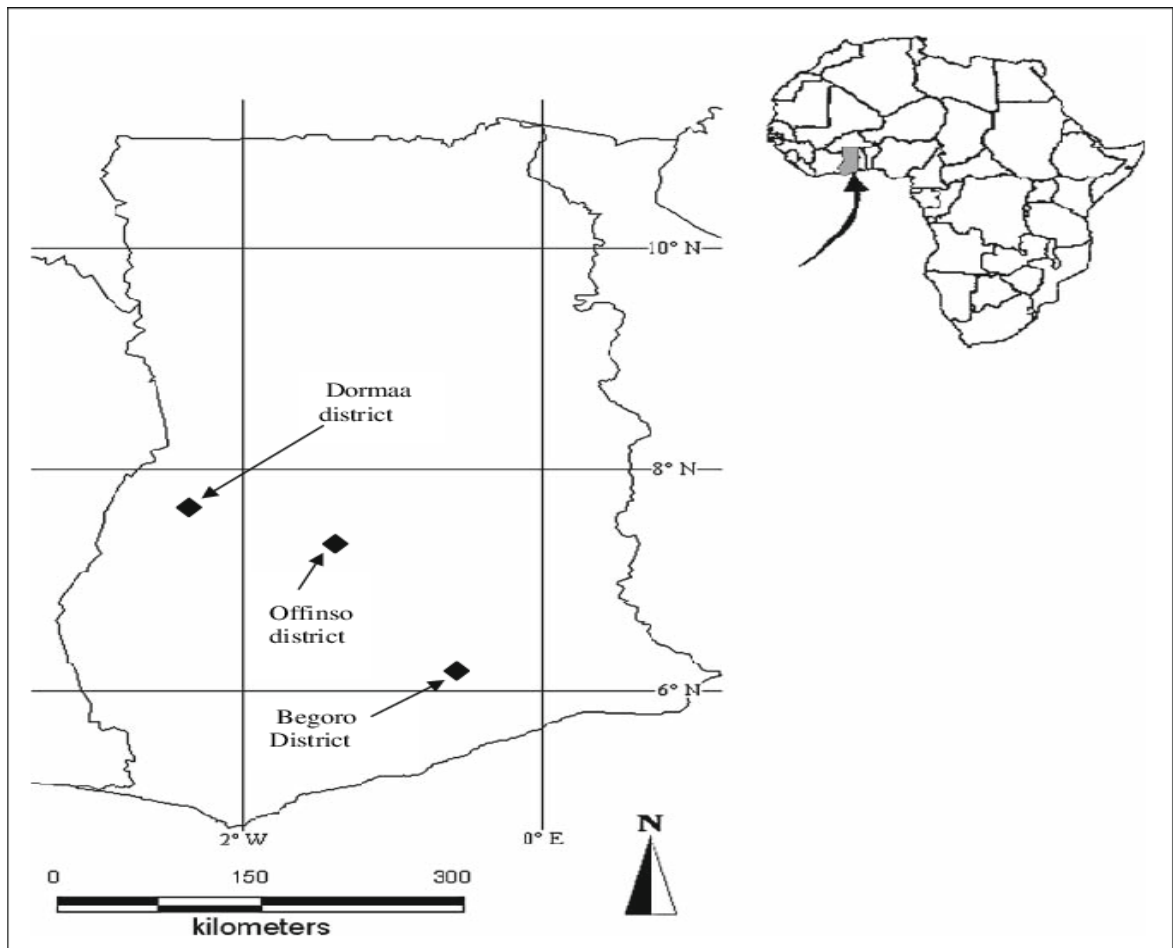 10° N
Dormaa
district
8° N
Offinso
district
6° N
Begoro
District
2° W
0° E
N
0 150 300
kilometers